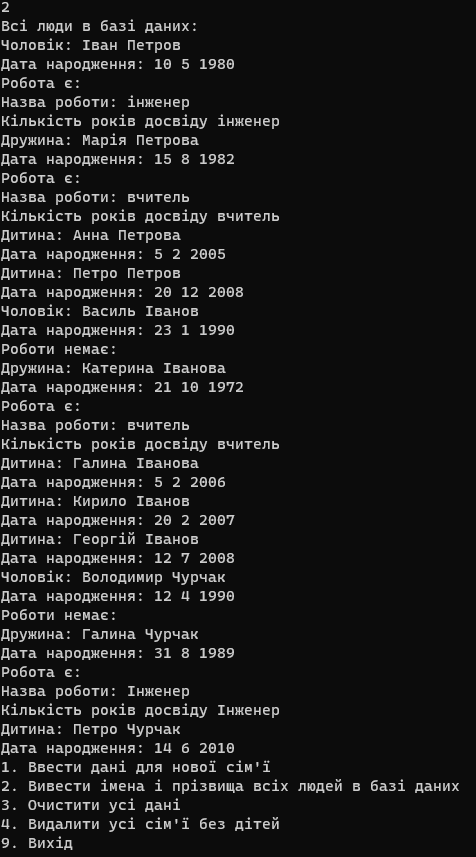 2
Всі люди в базі даних:
Чоловік: Іван Петров
Дата народження: 10 5 1980
Робота є:
Назва роботи: інженер
Кількість років досвіду інженер
Дружина: Марія Петрова
Дата народження: 15 8 1982
Робота є:
Назва роботи: вчитель
Кількість років досвіду вчитель
Дитина: Анна Петрова
Дата народження: 5 2 2005
Дитина: Петро Петров
Дата народження: 20 12 2008
Чоловік: Василь Іванов
Дата народження: 23 1 1990
Роботи немає:
Дружина: Катерина Іванова
Дата народження: 21 10 1972
Робота є:
Назва роботи: вчитель
Кількість років досвіду вчитель
Дитина: Галина Іванова
Дата народження: 5 2 2006
Дитина: Кирило Іванов
Дата народження: 20 2 2007
Дитина: Георгій Іванов
Дата народження: 12 7 2008
Чоловік: Володимир Чурчак
Дата народження: 12 4 1990
Роботи немає:
Дружина: Галина Чурчак
Дата народження: 31 8 1989
Робота є:
Назва роботи: Інженер
Кількість років досвіду Інженер
Дитина: Петро Чурчак
Дата народження: 14 6 2010
1. Ввести дані для нової сім'ї
2. Вивести імена і прізвища всіх людей в базі даних
3. Очистити усі дані
4. Видалити усі сім'ї без дітей
9. Вихід